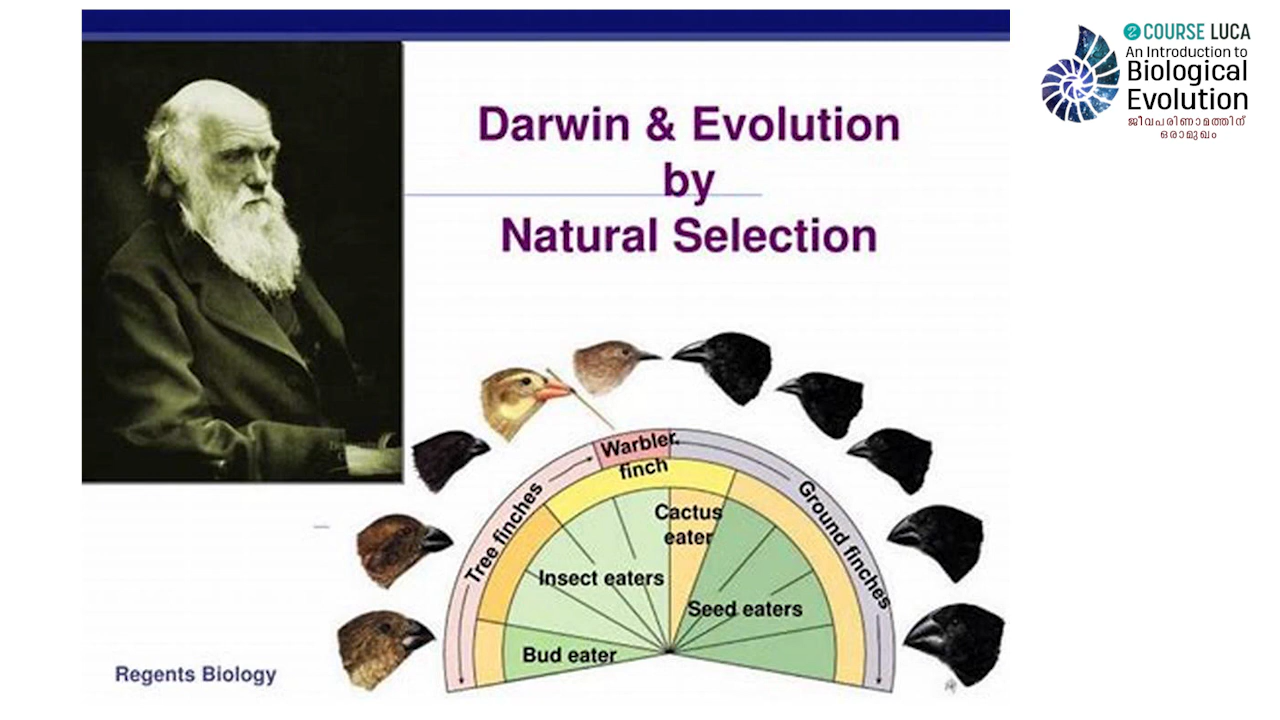 Darwin & Evolution
by
Natural Selection
COURSE LUCA
An Introduction to
Biological
Evolution
ജീവപരിണാമത്തിന്
ഒരാമുഖം
Warbler
finch
Tree finches
Ground finches
Cactus
eater
Insect eaters
Seed eaters
Bud eater
Regents Biology